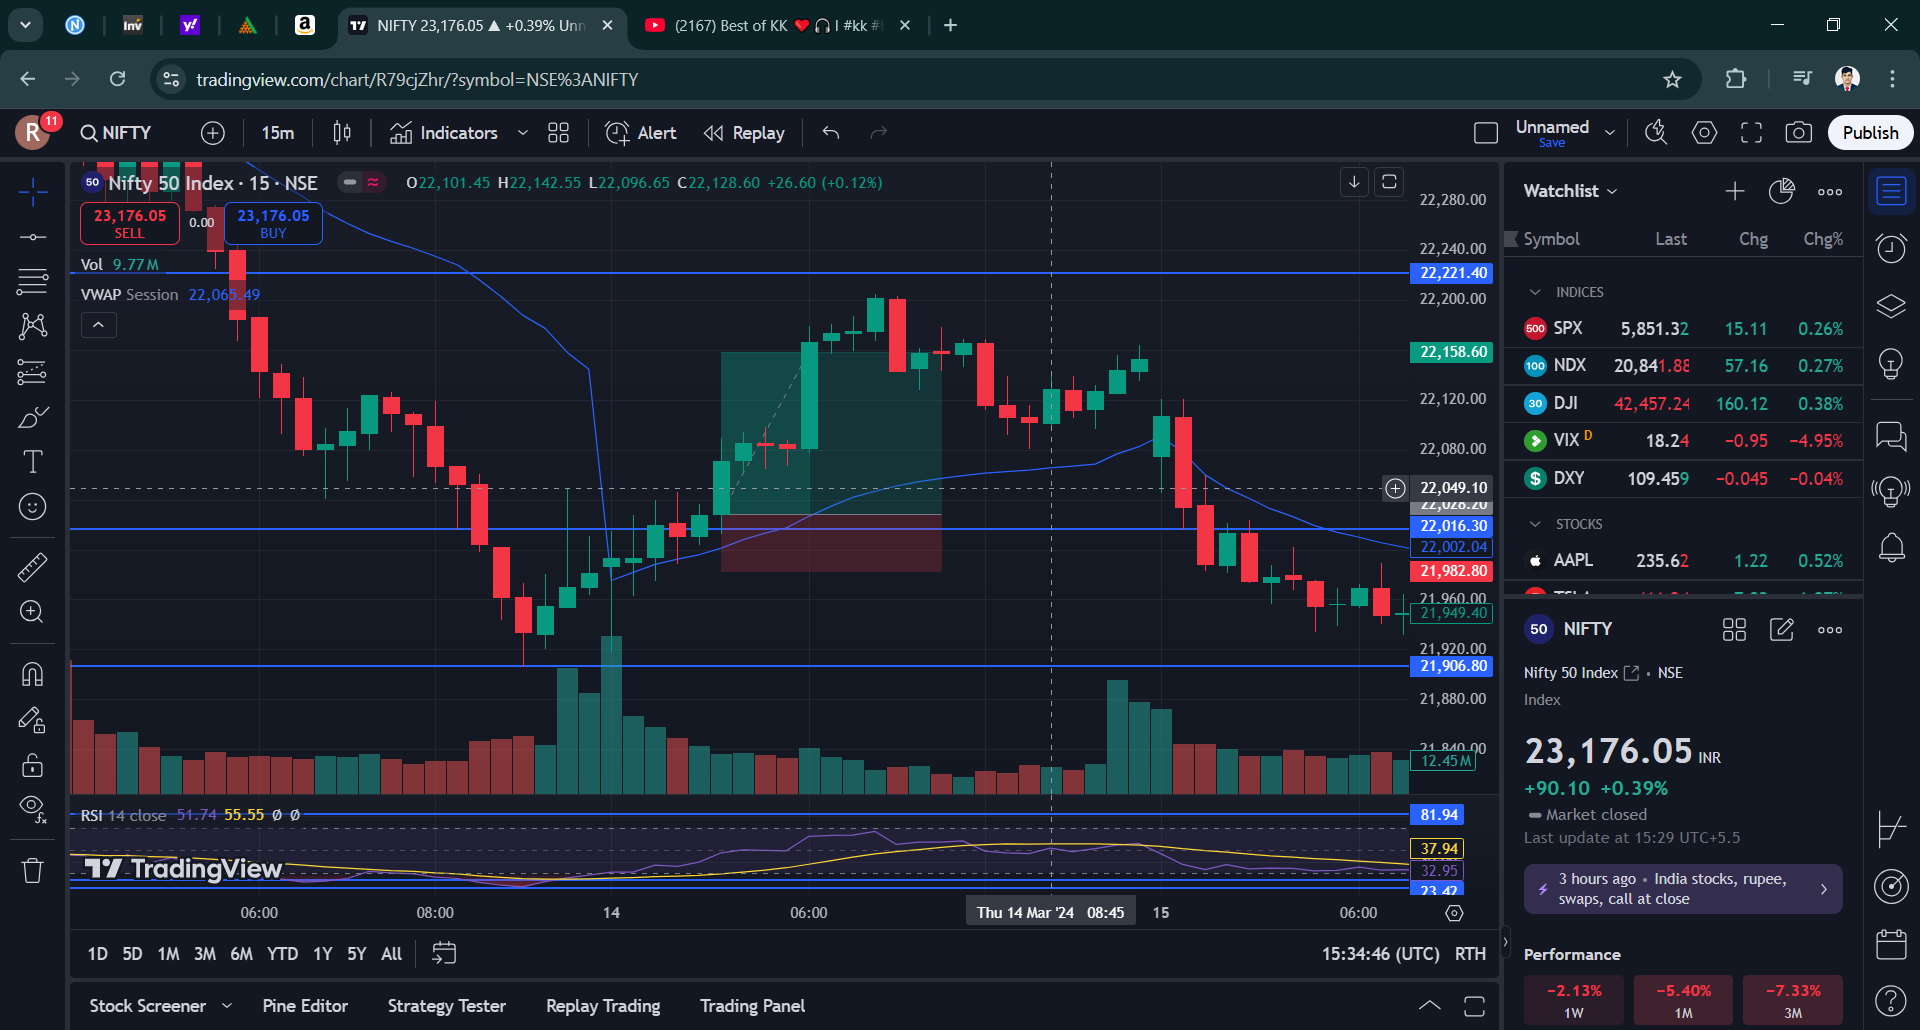 Inv
y!
a
NIFTY 23,176.05 ▲ +0.39% Unn
(2167) Best of KK ❤️ 🎧 I #kk #
tradingview.com/chart/R79cjZhr/?symbol=NSE%3ANIFTY
R 11 NIFTY 15m Indicators Alert Replay Unnamed Save Publish
50 Nifty 50 Index · 15 · NSE O22,101.45 H22,142.55 L22,096.65 C22,128.60 +26.60 (+0.12%)
23,176.05 SELL 0.00 23,176.05 BUY
Vol 9.77 M
VWAP Session 22,065.49
22,280.00
22,240.00
22,221.40
22,200.00
22,158.60
22,120.00
22,080.00
22,049.10
22,028.20
22,016.30
22,002.04
21,982.80
21,960.00
21,949.40
21,920.00
21,906.80
21,880.00
21,840.00
12.45 M
RSI 14 close 51.74 55.55 Ø Ø
81.94
37.94
32.95
23.42
TradingView
06:00 08:00 14 06:00 Thu 14 Mar '24 08:45 15 06:00
1D 5D 1M 3M 6M YTD 1Y 5Y All 15:34:46 (UTC) RTH
Stock Screener Pine Editor Strategy Tester Replay Trading Trading Panel
Watchlist
Symbol Last Chg Chg%
INDICES
500 SPX 5,851.32 15.11 0.26%
100 NDX 20,841.88 57.16 0.27%
30 DJI 42,457.24 160.12 0.38%
VIX D 18.24 −0.95 −4.95%
$ DXY 109.459 −0.045 −0.04%
STOCKS
AAPL 235.62 1.22 0.52%
50 NIFTY
Nifty 50 Index • NSE
Index
23,176.05 INR
+90.10 +0.39%
Market closed
Last update at 15:29 UTC+5.5
3 hours ago • India stocks, rupee,
swaps, call at close
Performance
−2.13% −5.40% −7.33%
1W 1M 3M